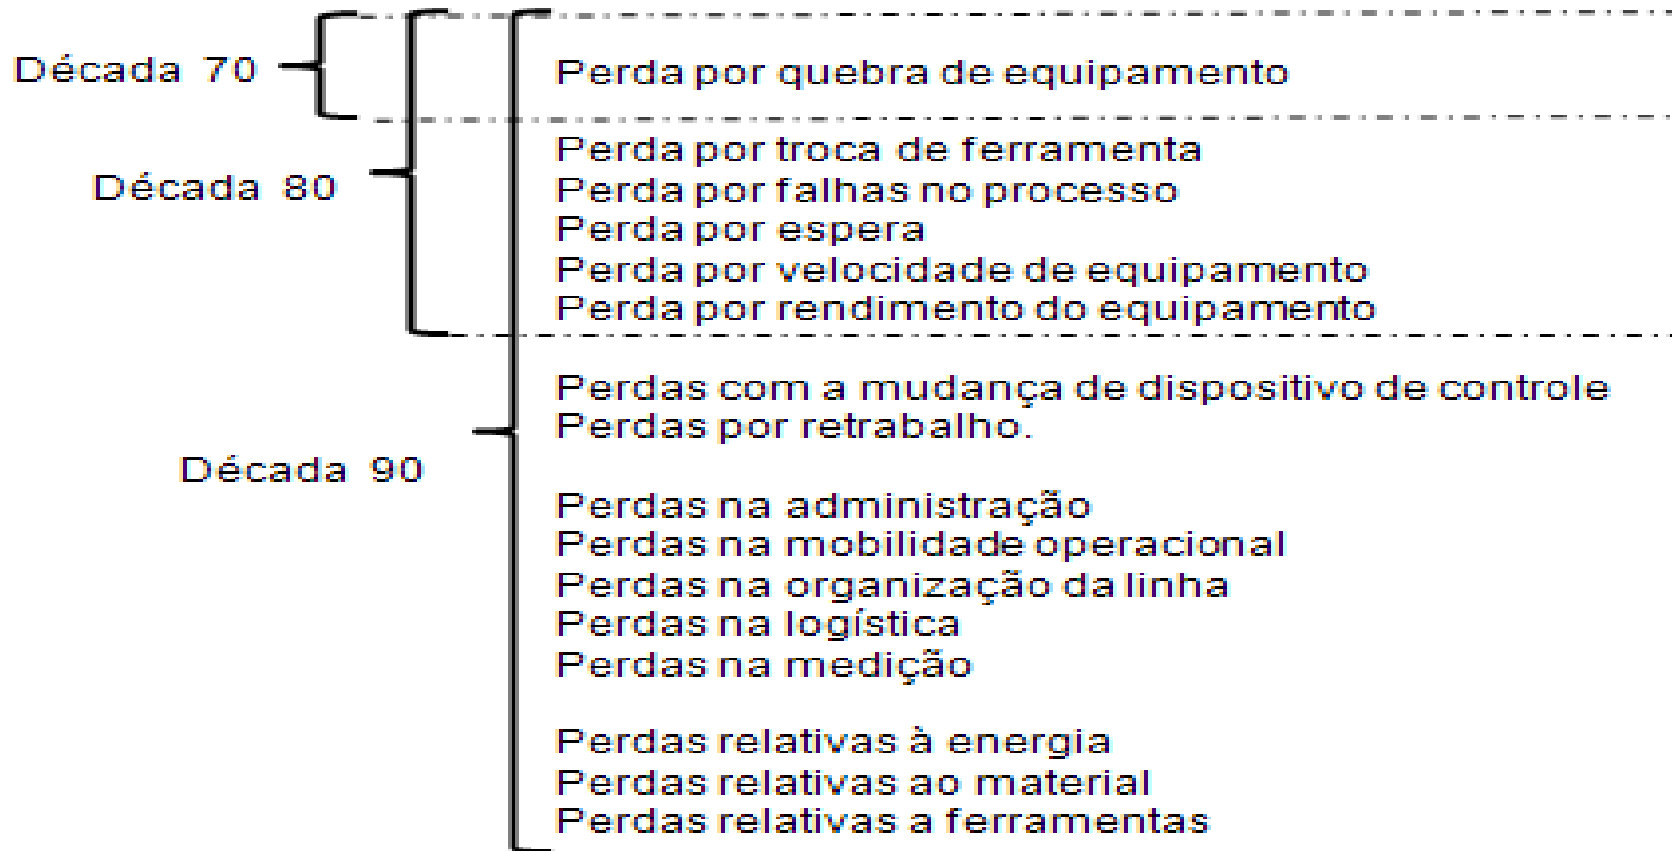 Década 70
Perda por quebra de equipamento
Perda por troca de ferramenta
Década 80
Perda por falhas no processo
Perda por espera
Perda por velocidade de equipamento
Perda por rendimento do equipamento
Perdas com a mudança de dispositivo de controle
Perdas por retrabalho.
Década 90
Perdas na administração
Perdas na mobilidade operacional
Perdas na organização da linha
Perdas na logística
Perdas na medição
Perdas relativas à energia
Perdas relativas ao material
Perdas relativas a ferramentas